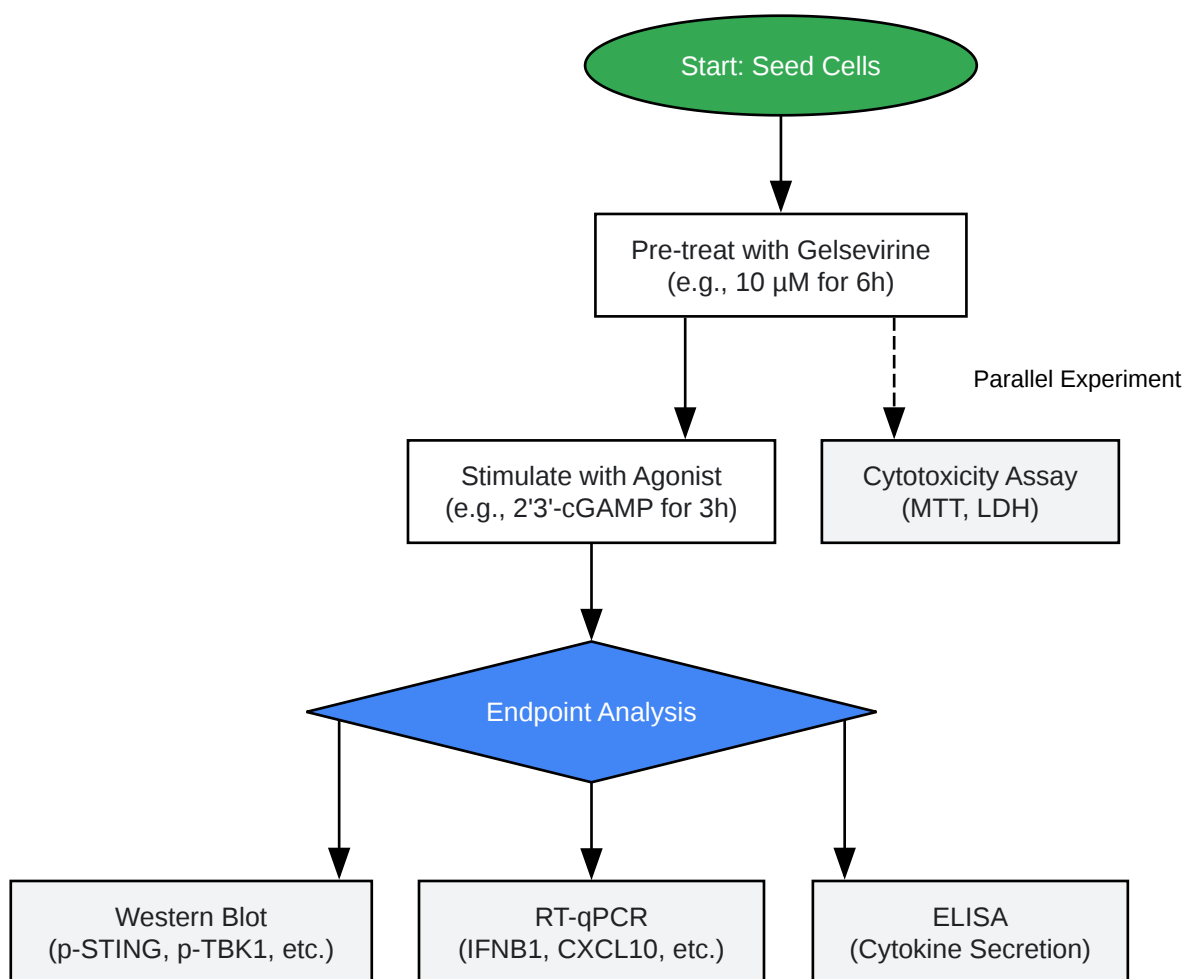 Start: Seed Cells
Pre-treat with Gelsevirine
(e.g., 10 µM for 6h)
Parallel Experiment
Stimulate with Agonist
(e.g., 2'3'-cGAMP for 3h)
Cytotoxicity Assay
(MTT, LDH)
Endpoint Analysis
Western Blot
(p-STING, p-TBK1, etc.)
RT-qPCR
(IFNB1, CXCL10, etc.)
ELISA
(Cytokine Secretion)